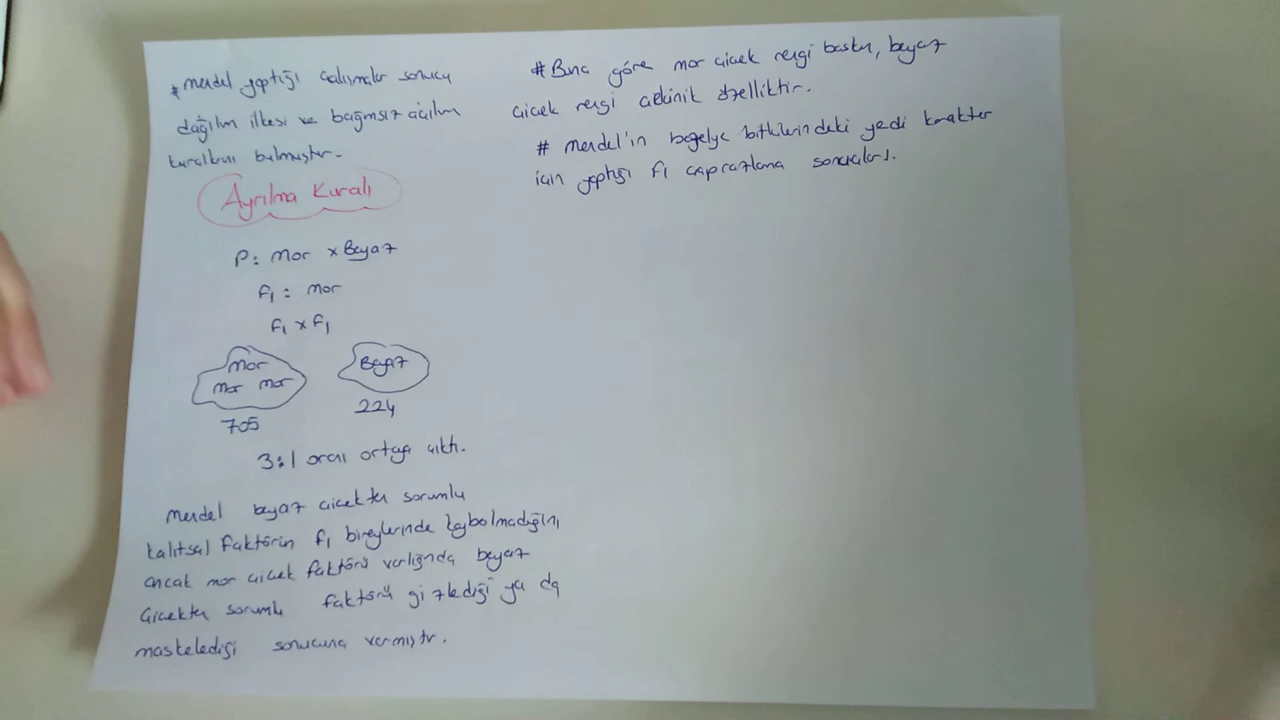 # Mendel yaptığı çalışmalar sonucu
dağılım ilkesi ve bağımsız açılım
kuralını bulmuştur.
Ayrılma Kuralı
P: Mor x Beyaz
F1 : Mor
F1 x F1
Mor
Mor Mor
705
Beyaz
224
3:1 oranı ortaya çıktı.
Mendel beyaz çiçekten sorumlu
kalıtsal faktörün F1 bireylerinde kaybolmadığını,
ancak mor çiçek faktörü varlığında beyaz
çiçekten sorumlu faktörü gizlediği ya da
maskelediği sonucuna varmıştır.
# Buna göre mor çiçek rengi baskın, beyaz
çiçek rengi çekinik özelliktir.
# Mendel'in bezelye bitkilerindeki yedi karakter
için yaptığı F1 çaprazlama sonuçları.